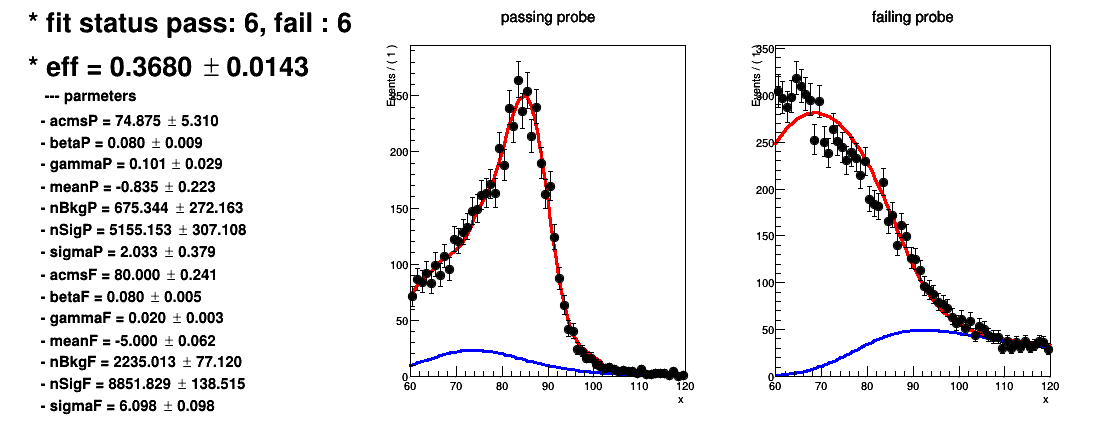 * fit status pass: 6, fail : 6
* eff = 0.3680 ± 0.0143
--- parmeters
- acmsP = 74.875 ± 5.310
- betaP = 0.080 ± 0.009
- gammaP = 0.101 ± 0.029
- meanP = -0.835 ± 0.223
- nBkgP = 675.344 ± 272.163
- nSigP = 5155.153 ± 307.108
- sigmaP = 2.033 ± 0.379
- acmsF = 80.000 ± 0.241
- betaF = 0.080 ± 0.005
- gammaF = 0.020 ± 0.003
- meanF = -5.000 ± 0.062
- nBkgF = 2235.013 ± 77.120
- nSigF = 8851.829 ± 138.515
- sigmaF = 6.098 ± 0.098
passing probe
Events / ( 1 )
250
200
150
100
50
0
60 70 80 90 100 110 120
x
failing probe
Events / ( 1 )
350
300
250
200
150
100
50
0
60 70 80 90 100 110 120
x